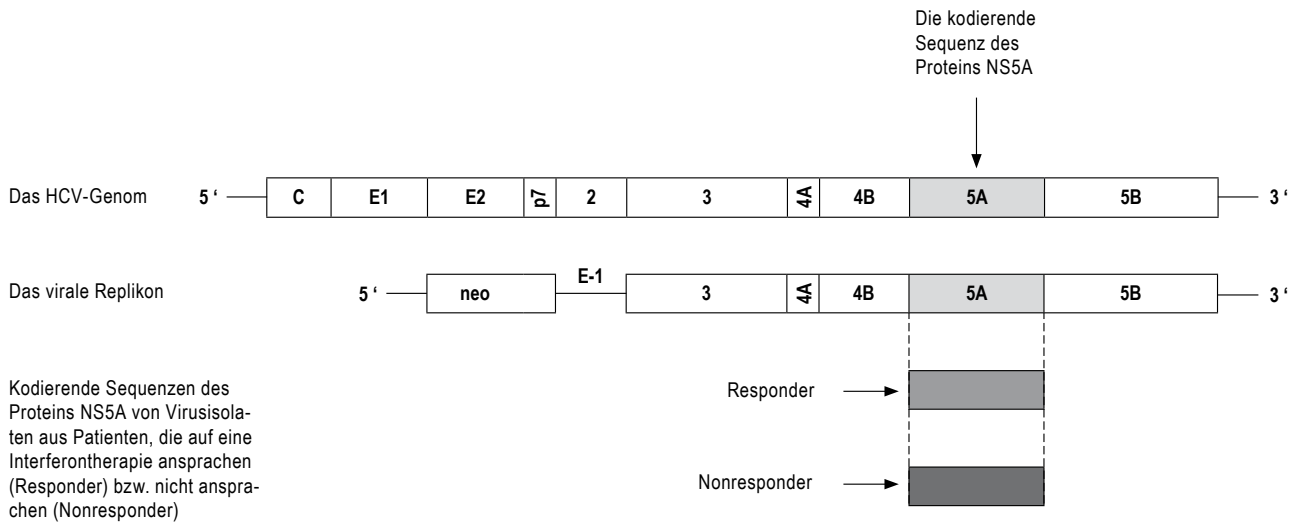 Die kodierende
Sequenz des
Proteins NS5A
Das HCV-Genom 5 ‘ C E1 E2 p7 2 3 4A 4B 5A 5B 3 ‘
Das virale Replikon 5 ‘ neo E-1 3 4A 4B 5A 5B 3 ‘
Kodierende Sequenzen des
Proteins NS5A von Virusisola-
ten aus Patienten, die auf eine
Interferontherapie ansprachen
(Responder) bzw. nicht anspra-
chen (Nonresponder)
Responder
Nonresponder